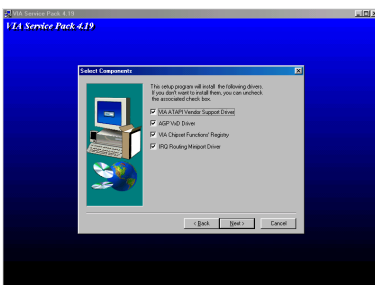 VIA Service Pack 4.19
VIA Service Pack 4.19
Select Components
This setup program will install the following drivers.
If you don't want to install them, you can uncheck
the associated check box.
VIA ATAPI Vendor Support Driver
AGP VxD Driver
VIA Chipset Functions' Registry
IRQ Routing Miniport Driver
< Back
Next >
Cancel